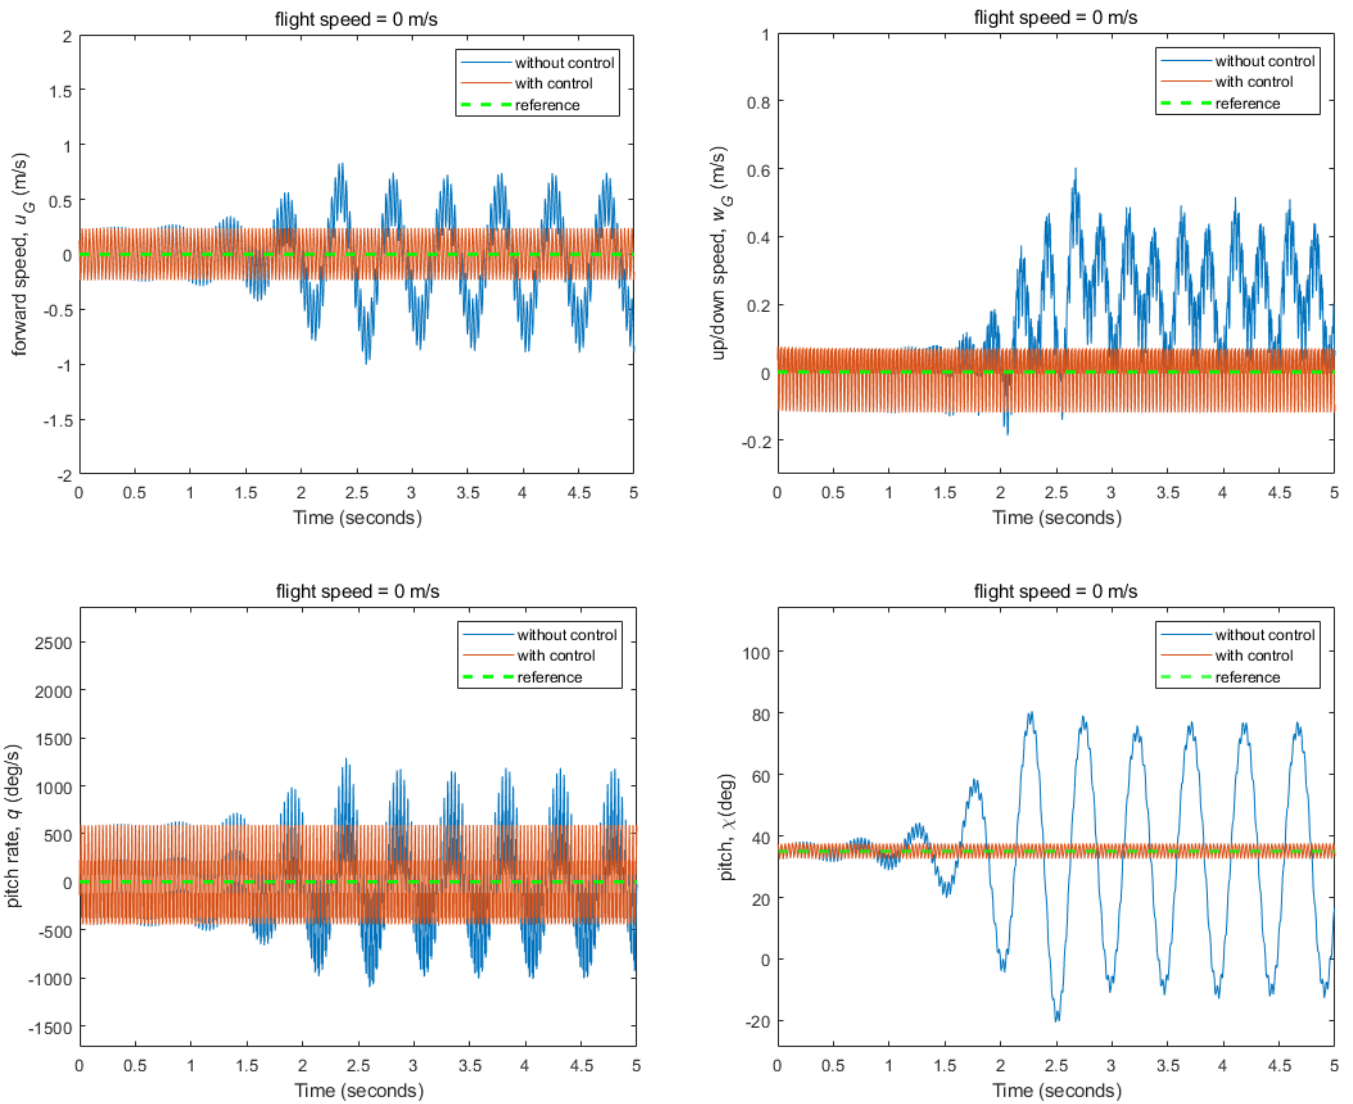 flight speed = 0 m/s
2
1.5
1
0.5
0
-0.5
-1
-1.5
-2
forward speed, u_G (m/s)
without control
with control
reference
0 0.5 1 1.5 2 2.5 3 3.5 4 4.5 5
Time (seconds)
flight speed = 0 m/s
1
0.8
0.6
0.4
0.2
0
-0.2
up/down speed, w_G (m/s)
without control
with control
reference
0 0.5 1 1.5 2 2.5 3 3.5 4 4.5 5
Time (seconds)
flight speed = 0 m/s
2500
2000
1500
1000
500
0
-500
-1000
-1500
pitch rate, q (deg/s)
without control
with control
reference
0 0.5 1 1.5 2 2.5 3 3.5 4 4.5 5
Time (seconds)
flight speed = 0 m/s
100
80
60
40
20
0
-20
pitch, χ(deg)
without control
with control
reference
0 0.5 1 1.5 2 2.5 3 3.5 4 4.5 5
Time (seconds)